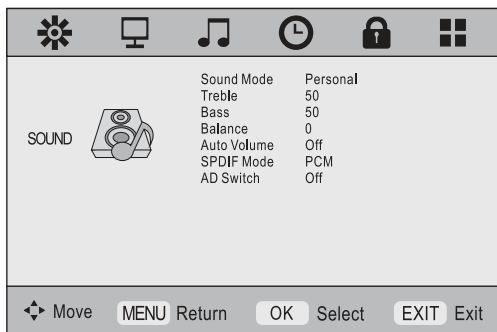 Sound Mode Personal
Treble 50
Bass 50
SOUND
Balance 0
Auto Volume Off
SPDIF Mode PCM
AD Switch Off
Move MENU Return OK Select EXIT Exit